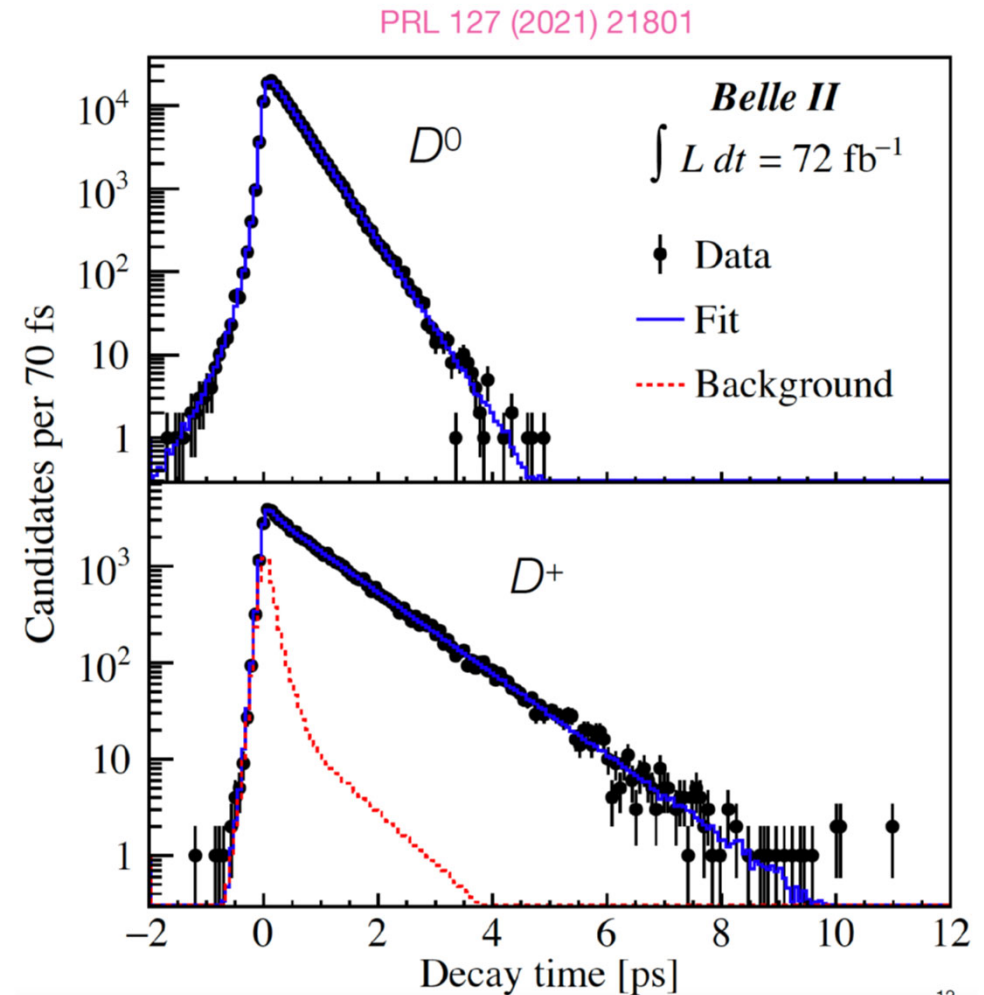 PRL 127 (2021) 21801
Candidates per 70 fs
10⁴
10³
10²
10
1
D⁰
Belle II
∫ L dt = 72 fb⁻¹
Data
Fit
Background
10³
10²
10
1
D⁺
−2 0 2 4 6 8 10 12
Decay time [ps]